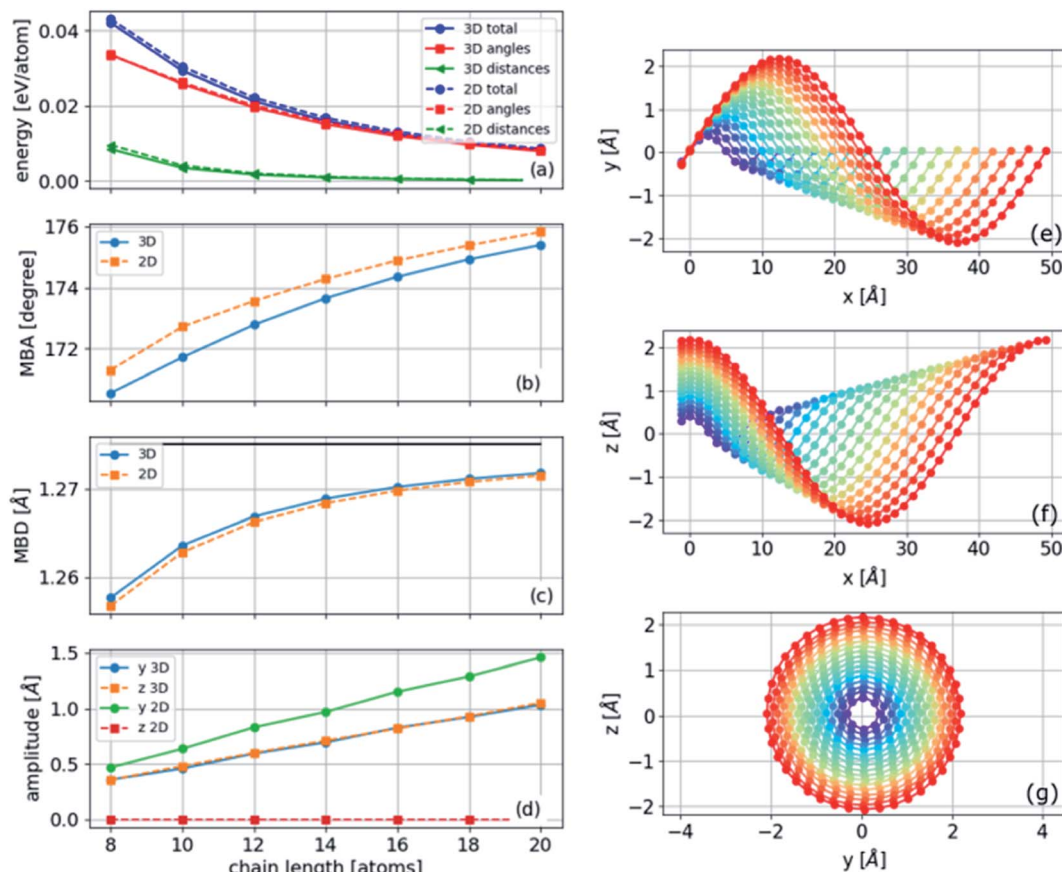 0.04
0.02
0.00
energy [eV/atom]
3D total
3D angles
3D distances
2D total
2D angles
2D distances
(a)
176
174
172
MBA [degree]
3D
2D
(b)
1.27
1.26
MBD [Å]
3D
2D
(c)
1.5
1.0
0.5
0.0
amplitude [Å]
y 3D
z 3D
y 2D
z 2D
(d)
8 10 12 14 16 18 20
chain length [atoms]
2
1
0
−1
−2
y [Å]
(e)
0 10 20 30 40 50
x [Å]
2
1
0
−1
−2
z [Å]
(f)
0 10 20 30 40 50
x [Å]
2
1
0
−1
−2
z [Å]
(g)
−4 −2 0 2 4
y [Å]